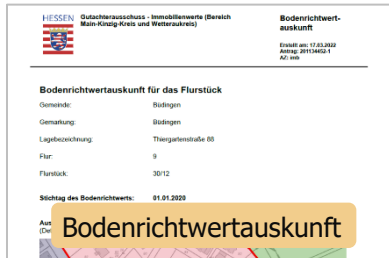 HESSEN
Gutachterausschuss - Immobilienwerte (Bereich
Main-Kinzig-Kreis und Wetteraukreis)
Bodenrichtwert-
auskunft
Erstellt am: 17.03.2022
Antrag: 201134452-1
AZ: imb
Bodenrichtwertauskunft für das Flurstück
Gemeinde: Büdingen
Gemarkung: Büdingen
Lagebezeichnung: Thiergartenstraße 88
Flur: 9
Flurstück: 30/12
Stichtag des Bodenrichtwerts: 01.01.2020
Bodenrichtwertauskunft